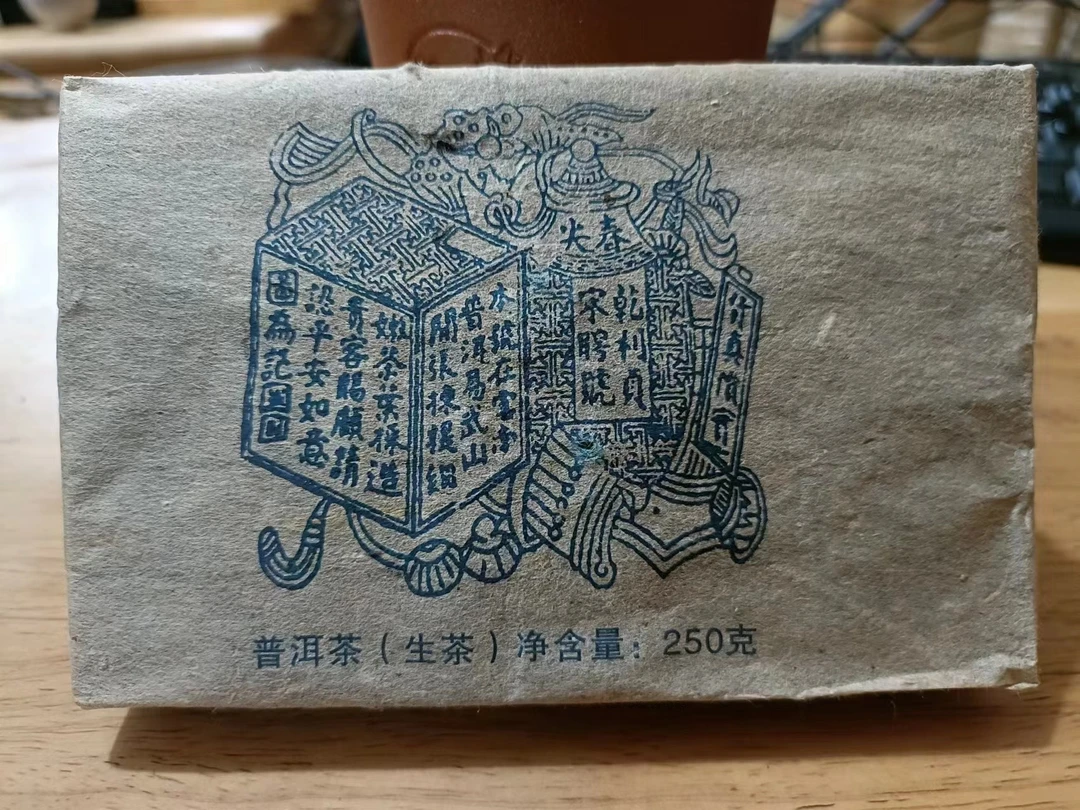 春尖
乾利貞
宋聘號
本號在雲南
普洱易武山
開張揀提細
嫩茶葉採造
貴客賜顧請
認平安如意
圖為記
普洱茶（生茶）净含量：250克